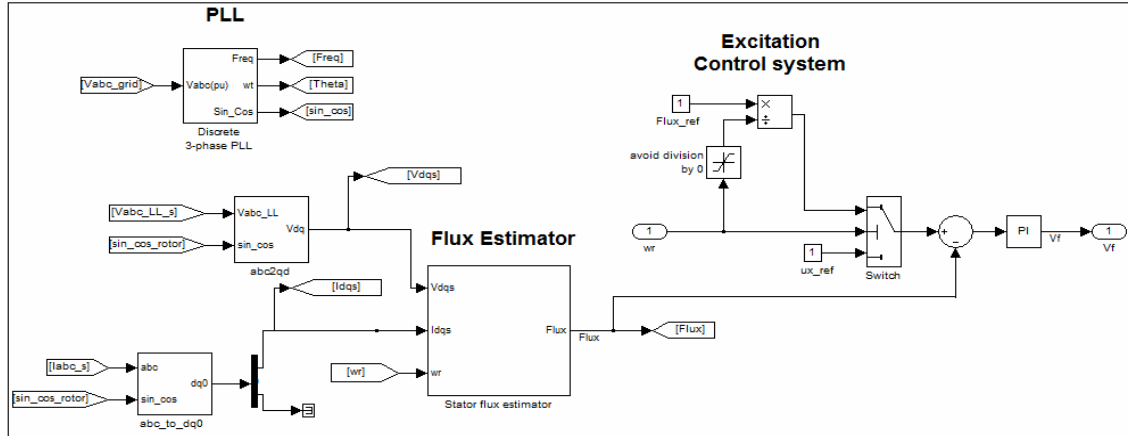 PLL
Freq
[Freq]
[Vabc_grid]
Vabc(pu)
wt
[Theta]
Sin_Cos
[sin_cos]
Discrete
3-phase PLL
Excitation
Control system
1
Flux_ref
×
÷
avoid division
by 0
[Vdqs]
[Vabc_LL_s]
Vabc_LL
Vdq
[sin_cos_rotor]
sin_cos
abc2qd
Flux Estimator
1
wr
1
ux_ref
Switch
+
−
PI
Vf
1
Vf
[Idqs]
Vdqs
Idqs
Flux
Flux
[Flux]
[wr]
wr
Stator flux estimator
[Iabc_s]
abc
dq0
[sin_cos_rotor]
sin_cos
abc_to_dq0